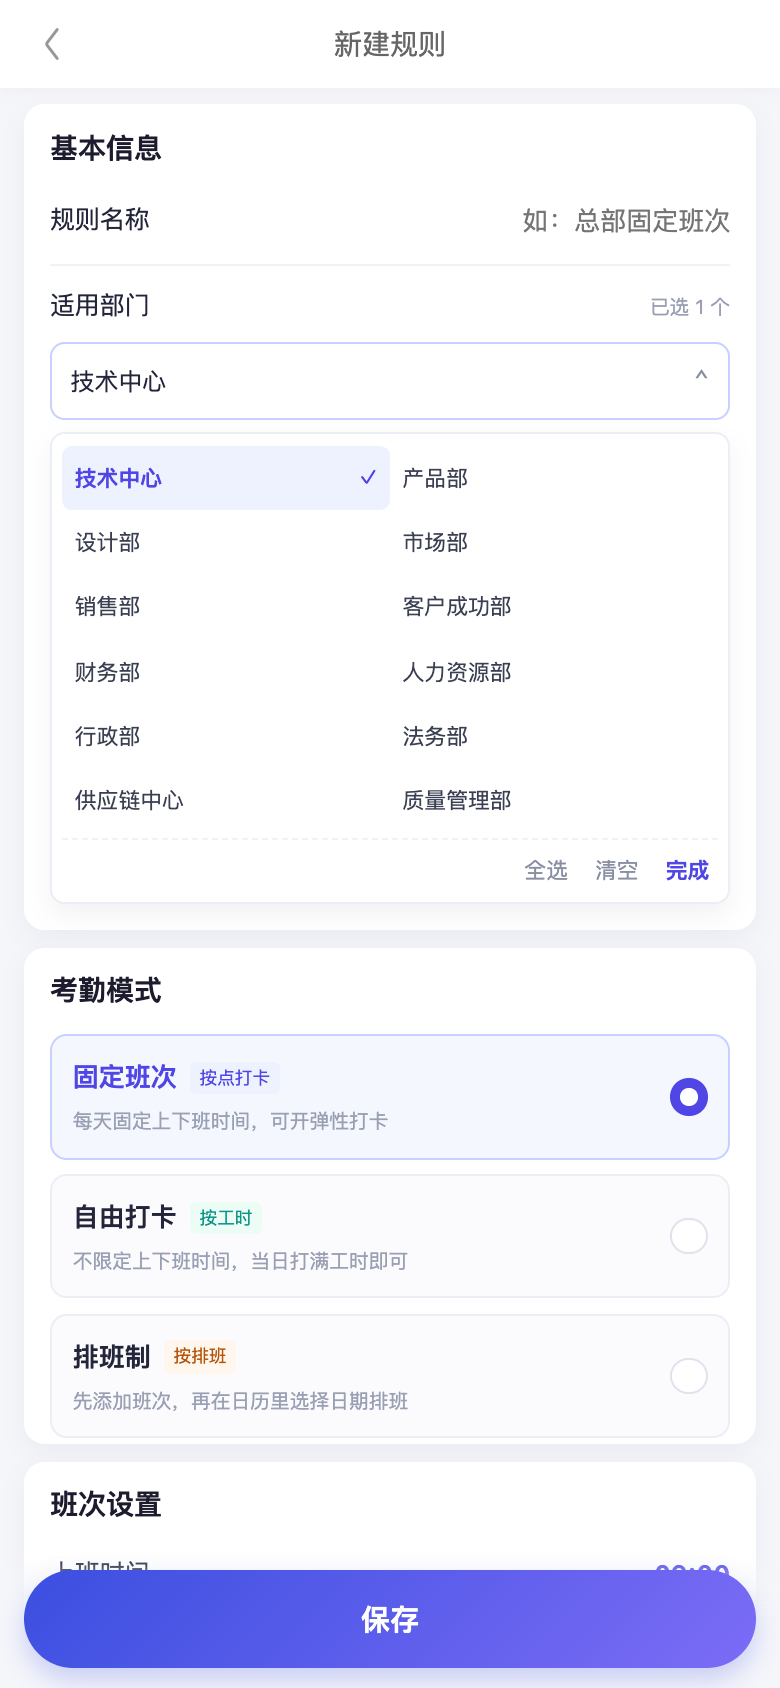 新建规则
基本信息
规则名称 如：总部固定班次
适用部门 已选 1 个
技术中心
技术中心 产品部
设计部 市场部
销售部 客户成功部
财务部 人力资源部
行政部 法务部
供应链中心 质量管理部
全选 清空 完成
考勤模式
固定班次 按点打卡
每天固定上下班时间，可开弹性打卡
自由打卡 按工时
不限定上下班时间，当日打满工时即可
排班制 按排班
先添加班次，再在日历里选择日期排班
班次设置
上班时间
保存